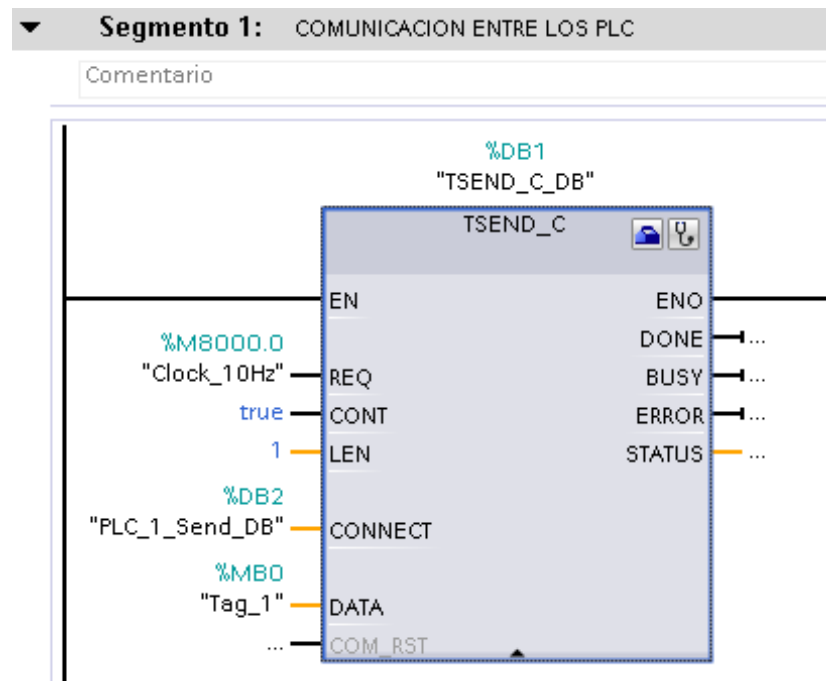 Segmento 1: COMUNICACION ENTRE LOS PLC
Comentario
%DB1
"TSEND_C_DB"
TSEND_C
EN ENO
DONE ...
%M8000.0
"Clock_10Hz" REQ BUSY ...
true CONT ERROR ...
1 LEN STATUS ...
%DB2
"PLC_1_Send_DB" CONNECT
%MB0
"Tag_1" DATA
... COM_RST